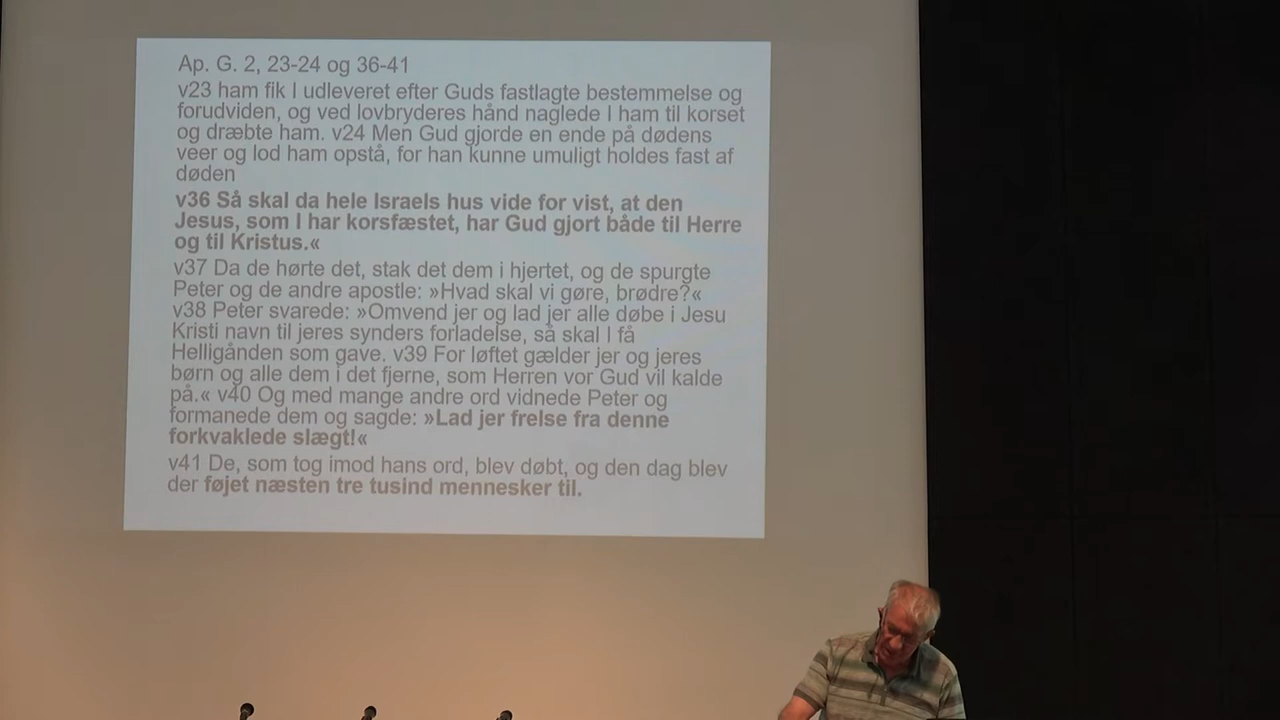 Ap. G. 2, 23-24 og 36-41
v23 ham fik I udleveret efter Guds fastlagte bestemmelse og
forudviden, og ved lovbryderes hånd naglede I ham til korset
og dræbte ham. v24 Men Gud gjorde en ende på dødens
veer og lod ham opstå, for han kunne umuligt holdes fast af
døden
v36 Så skal da hele Israels hus vide for vist, at den
Jesus, som I har korsfæstet, har Gud gjort både til Herre
og til Kristus.«
v37 Da de hørte det, stak det dem i hjertet, og de spurgte
Peter og de andre apostle: »Hvad skal vi gøre, brødre?«
v38 Peter svarede: »Omvend jer og lad jer alle døbe i Jesu
Kristi navn til jeres synders forladelse, så skal I få
Helligånden som gave. v39 For løftet gælder jer og jeres
børn og alle dem i det fjerne, som Herren vor Gud vil kalde
på.« v40 Og med mange andre ord vidnede Peter og
formanede dem og sagde: »Lad jer frelse fra denne
forkvaklede slægt!«
v41 De, som tog imod hans ord, blev døbt, og den dag blev
der føjet næsten tre tusind mennesker til.